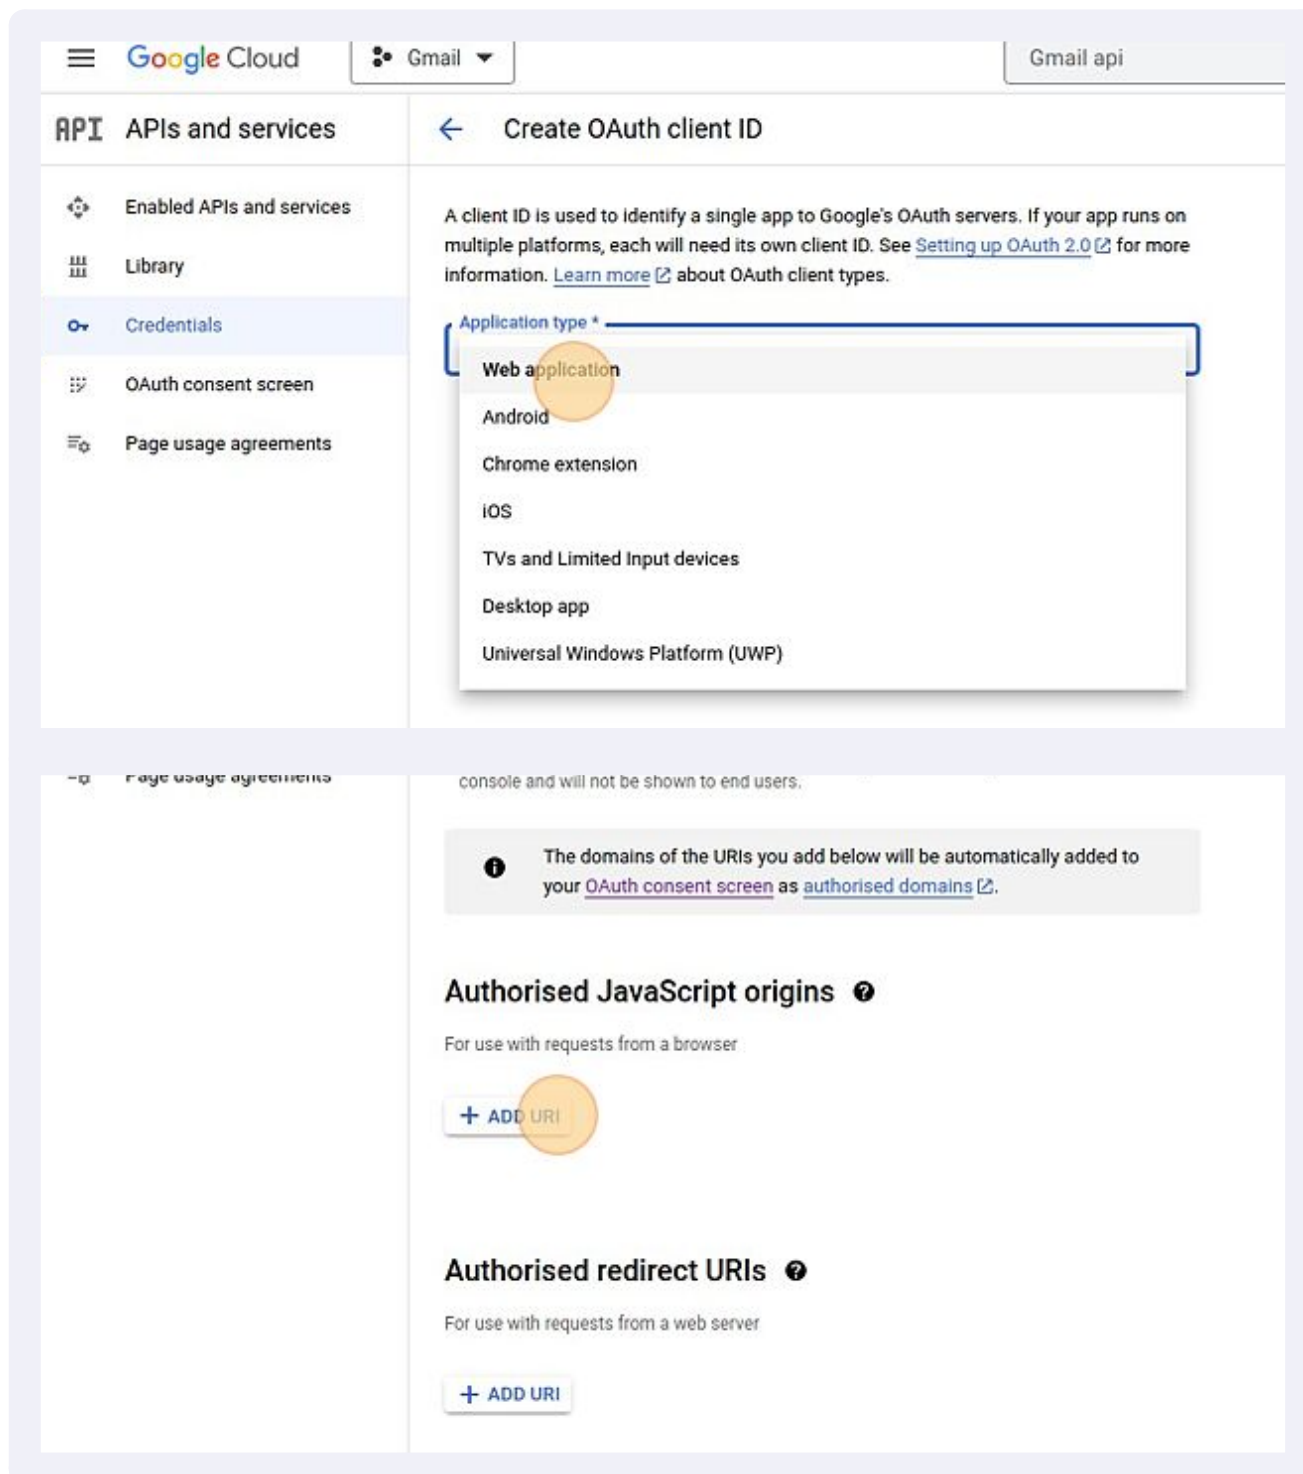 Google Cloud
Gmail
Gmail api
API APIs and services
Create OAuth client ID
Enabled APIs and services
Library
Credentials
OAuth consent screen
Page usage agreements
A client ID is used to identify a single app to Google's OAuth servers. If your app runs on
multiple platforms, each will need its own client ID. See Setting up OAuth 2.0 for more
information. Learn more about OAuth client types.
Application type *
Web application
Android
Chrome extension
iOS
TVs and Limited Input devices
Desktop app
Universal Windows Platform (UWP)
Page usage agreements
console and will not be shown to end users.
The domains of the URIs you add below will be automatically added to
your OAuth consent screen as authorised domains.
Authorised JavaScript origins
For use with requests from a browser
+ ADD URI
Authorised redirect URIs
For use with requests from a web server
+ ADD URI